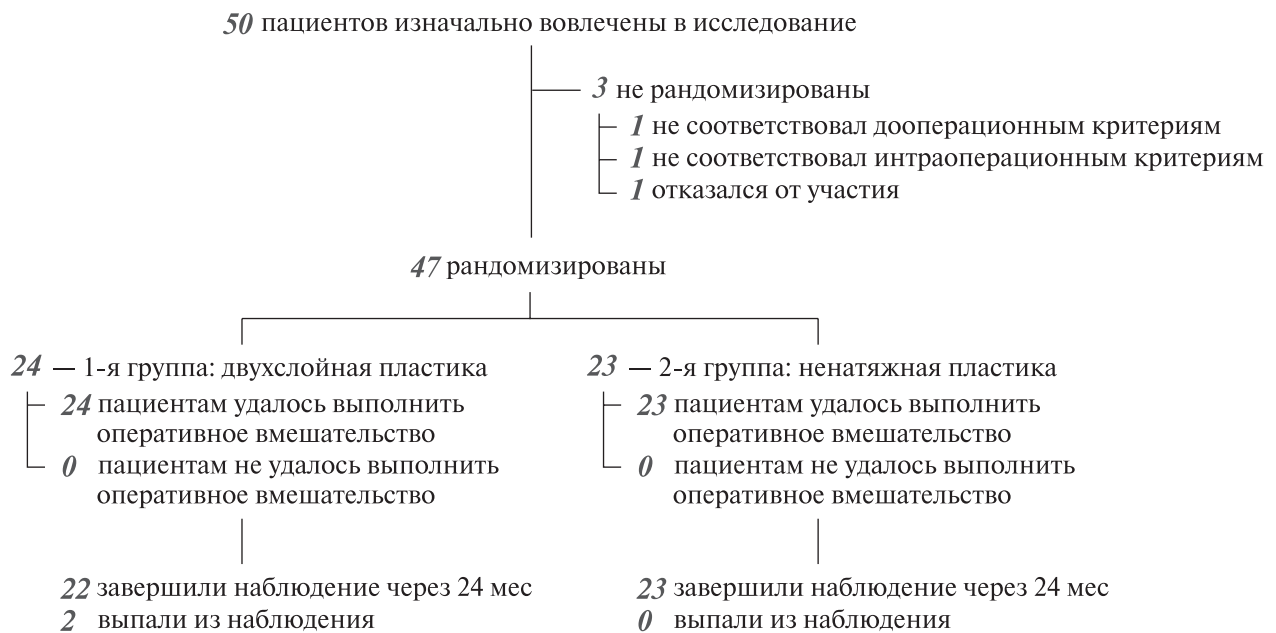 50 пациентов изначально вовлечены в исследование
3 не рандомизированы
1 не соответствовал дооперационным критериям
1 не соответствовал интраоперационным критериям
1 отказался от участия
47 рандомизированы
24 — 1-я группа: двухслойная пластика
24 пациентам удалось выполнить
оперативное вмешательство
0 пациентам не удалось выполнить
оперативное вмешательство
22 завершили наблюдение через 24 мес
2 выпали из наблюдения
23 — 2-я группа: ненатяжная пластика
23 пациентам удалось выполнить
оперативное вмешательство
0 пациентам не удалось выполнить
оперативное вмешательство
23 завершили наблюдение через 24 мес
0 выпали из наблюдения